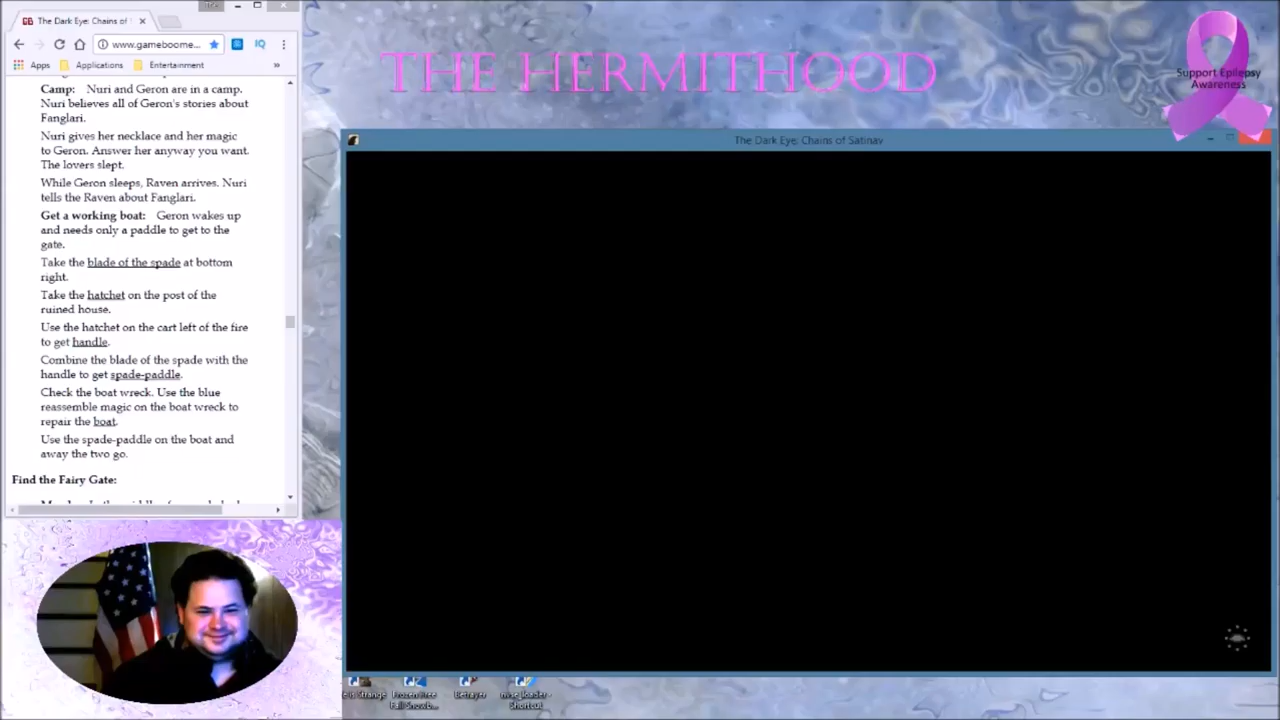 The Dark Eye: Chains of
www.gameboome...
Apps
Applications
Entertainment
»
Camp: Nuri and Geron are in a camp.
Nuri believes all of Geron's stories about
Fanglari.
Nuri gives her necklace and her magic
to Geron. Answer her anyway you want.
The lovers slept.
While Geron sleeps, Raven arrives. Nuri
tells the Raven about Fanglari.
Get a working boat: Geron wakes up
and needs only a paddle to get to the
gate.
Take the blade of the spade at bottom
right.
Take the hatchet on the post of the
ruined house.
Use the hatchet on the cart left of the fire
to get handle.
Combine the blade of the spade with the
handle to get spade-paddle.
Check the boat wreck. Use the blue
reassemble magic on the boat wreck to
repair the boat.
Use the spade-paddle on the boat and
away the two go.
Find the Fairy Gate:
THE HERMITHOOD
Support Epilepsy
Awareness
The Dark Eye: Chains of Satinav
Strange
Frozen Free
Fall Snowb...
Betrayer
Shortcut